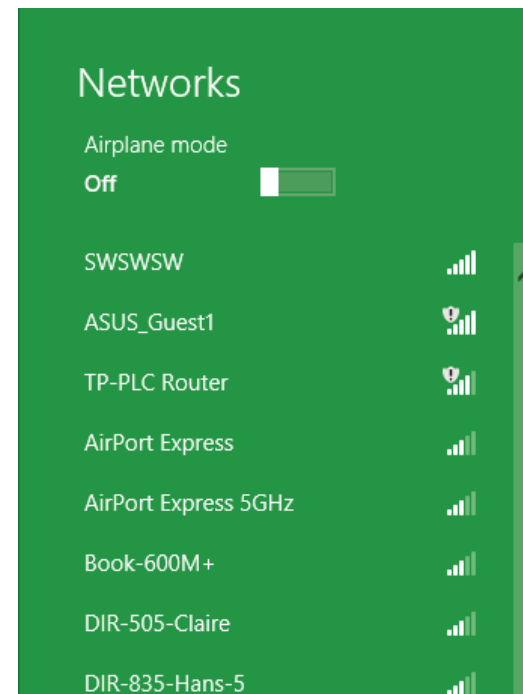 Networks
Airplane mode
Off
SWSWSW
ASUS_Guest1
TP-PLC Router
AirPort Express
AirPort Express 5GHz
Book-600M+
DIR-505-Claire
DIR-835-Hans-5